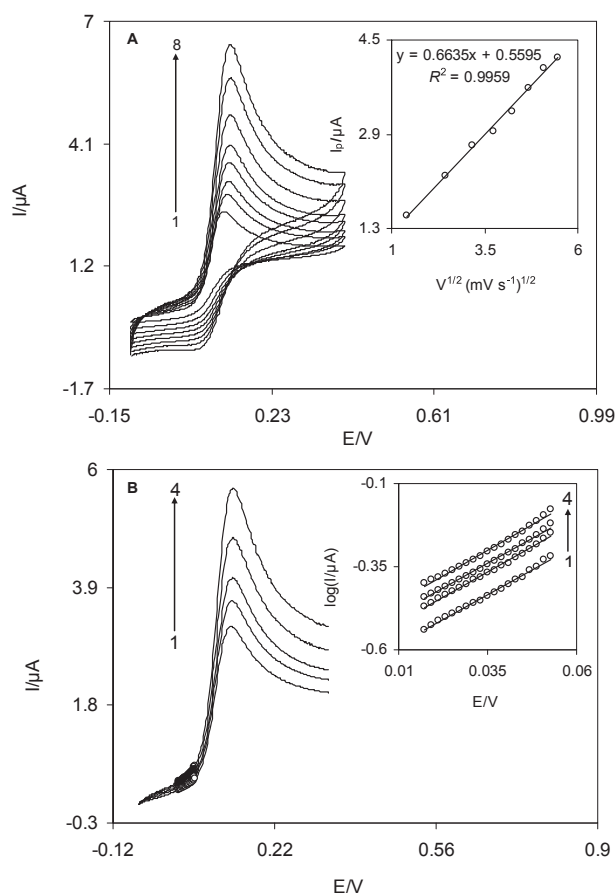 7
A
8
4.5
y = 0.6635x + 0.5595
R² = 0.9959
4.1
Iₚ/µA
2.9
I/µA
1
1.2
1.3
1
3.5
6
V1/2 (mV s-1)1/2
-1.7
-0.15
0.23
0.61
0.99
E/V
6
B
4
-0.1
4
3.9
log(I/µA)
-0.35
1
I/µA
1
-0.6
1.8
0.01
0.035
0.06
E/V
-0.3
-0.12
0.22
0.56
0.9
E/V